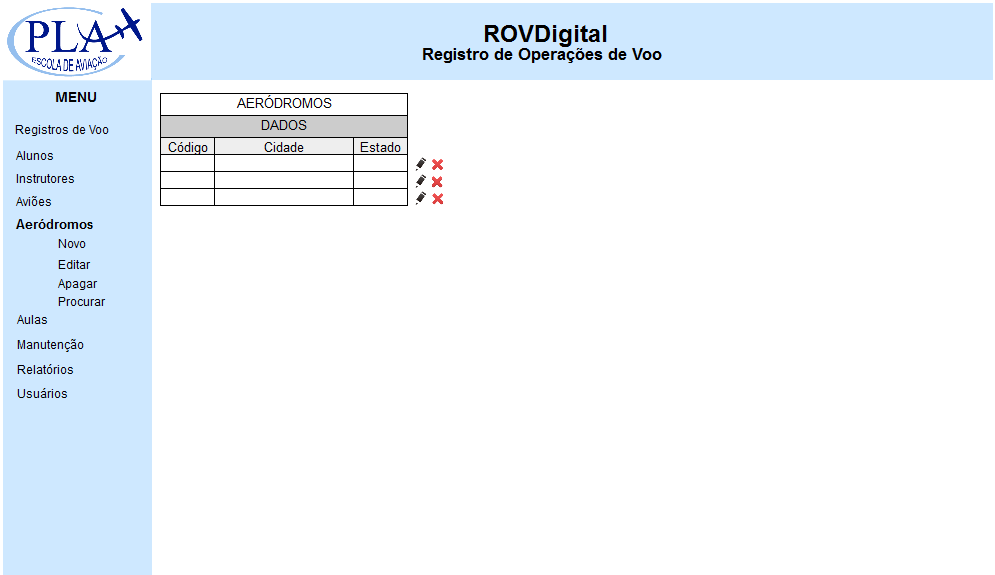 PLA
ESCOLA DE AVIAÇÃO
ROVDigital
Registro de Operações de Voo
MENU
Registros de Voo
Alunos
Instrutores
Aviões
Aeródromos
Novo
Editar
Apagar
Procurar
Aulas
Manutenção
Relatórios
Usuários
AERÓDROMOS
DADOS
Código Cidade Estado